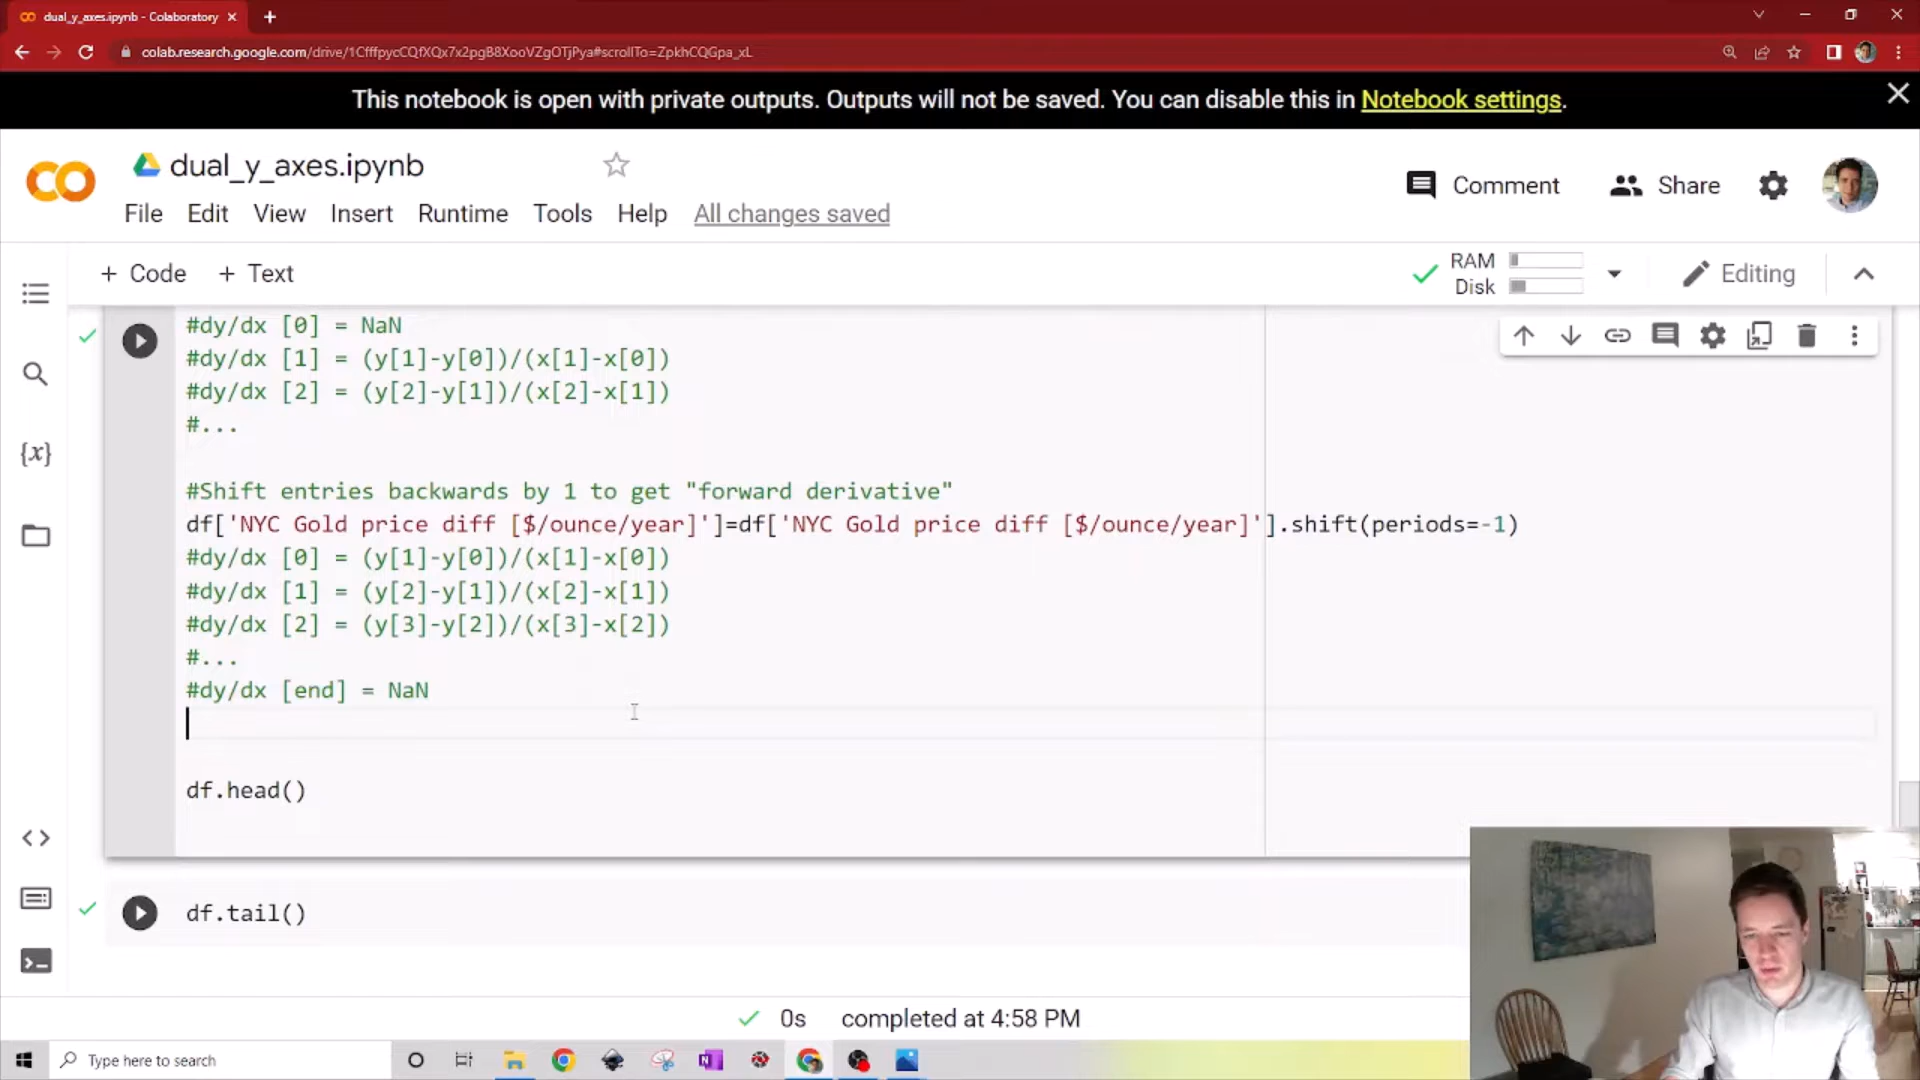 dual_y_axes.ipynb - Colaboratory
colab.research.google.com/drive/1CfffpycCQfXQx7x2pgB8XooVZgOTjPya#scrollTo=ZpkhCQGpa_xL
This notebook is open with private outputs. Outputs will not be saved. You can disable this in Notebook settings.
dual_y_axes.ipynb
Comment
Share
File Edit View Insert Runtime Tools Help All changes saved
+ Code + Text
RAM
Disk
Editing
#dy/dx [0] = NaN
#dy/dx [1] = (y[1]-y[0])/(x[1]-x[0])
#dy/dx [2] = (y[2]-y[1])/(x[2]-x[1])
#...
#Shift entries backwards by 1 to get "forward derivative"
df['NYC Gold price diff [$/ounce/year]']=df['NYC Gold price diff [$/ounce/year]'].shift(periods=-1)
#dy/dx [0] = (y[1]-y[0])/(x[1]-x[0])
#dy/dx [1] = (y[2]-y[1])/(x[2]-x[1])
#dy/dx [2] = (y[3]-y[2])/(x[3]-x[2])
#...
#dy/dx [end] = NaN
df.head()
df.tail()
0s completed at 4:58 PM
Type here to search